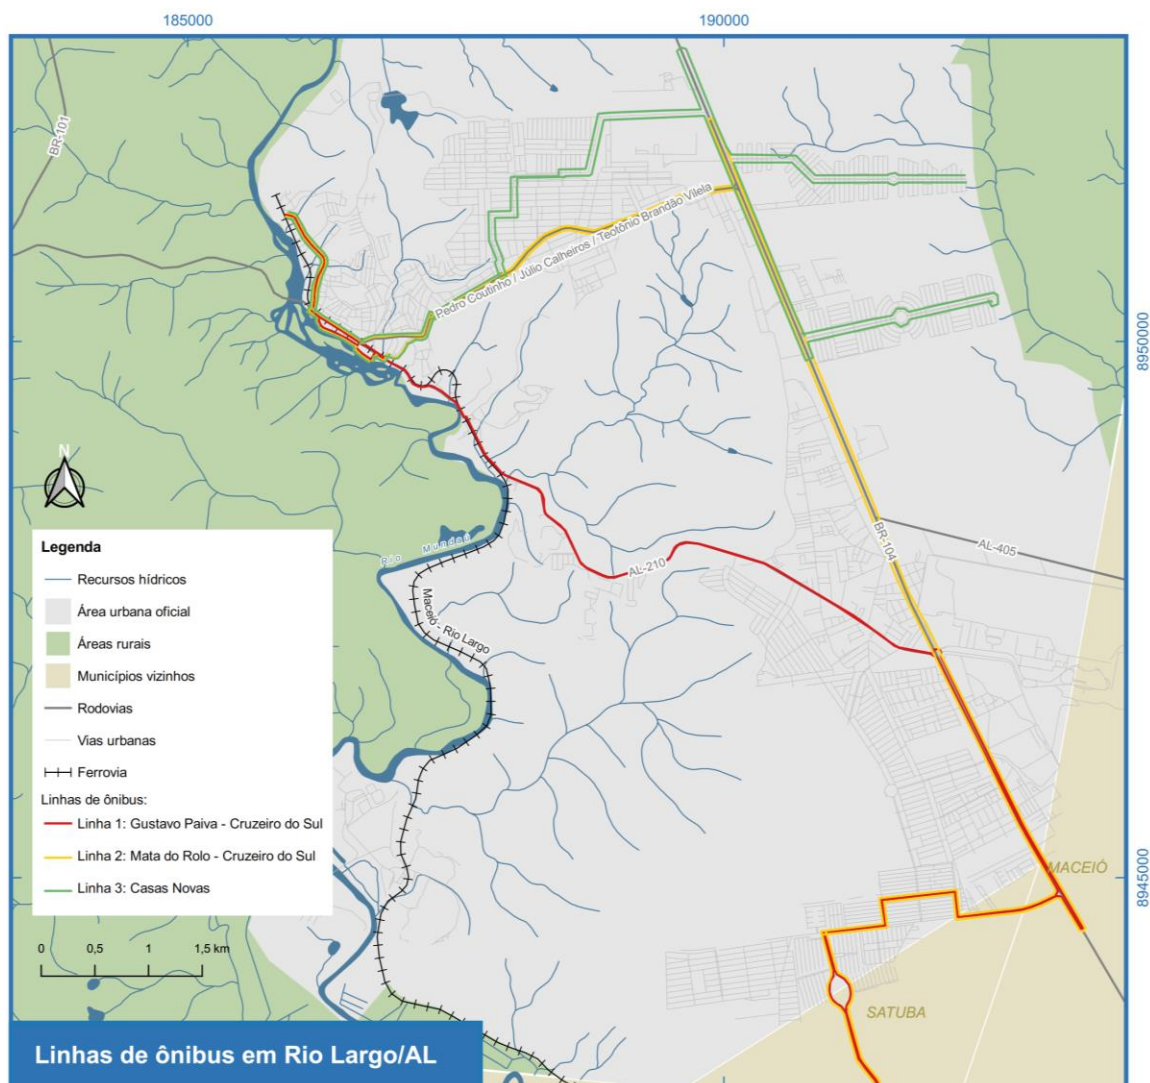 185000
190000
BR-101
Pedro Coutinho / Júlio Calheiros / Teotônio Brandão Vilela
8950000
N
Legenda
Recursos hídricos
Área urbana oficial
Áreas rurais
Municípios vizinhos
Rodovias
Vias urbanas
Ferrovia
Linhas de ônibus:
Linha 1: Gustavo Paiva - Cruzeiro do Sul
Linha 2: Mata do Rolo - Cruzeiro do Sul
Linha 3: Casas Novas
Rio Mundaú
BR-104
AL-405
AL-210
Maceió - Rio Largo
MACEIÓ
8945000
0 0,5 1 1,5 km
SATUBA
Linhas de ônibus em Rio Largo/AL